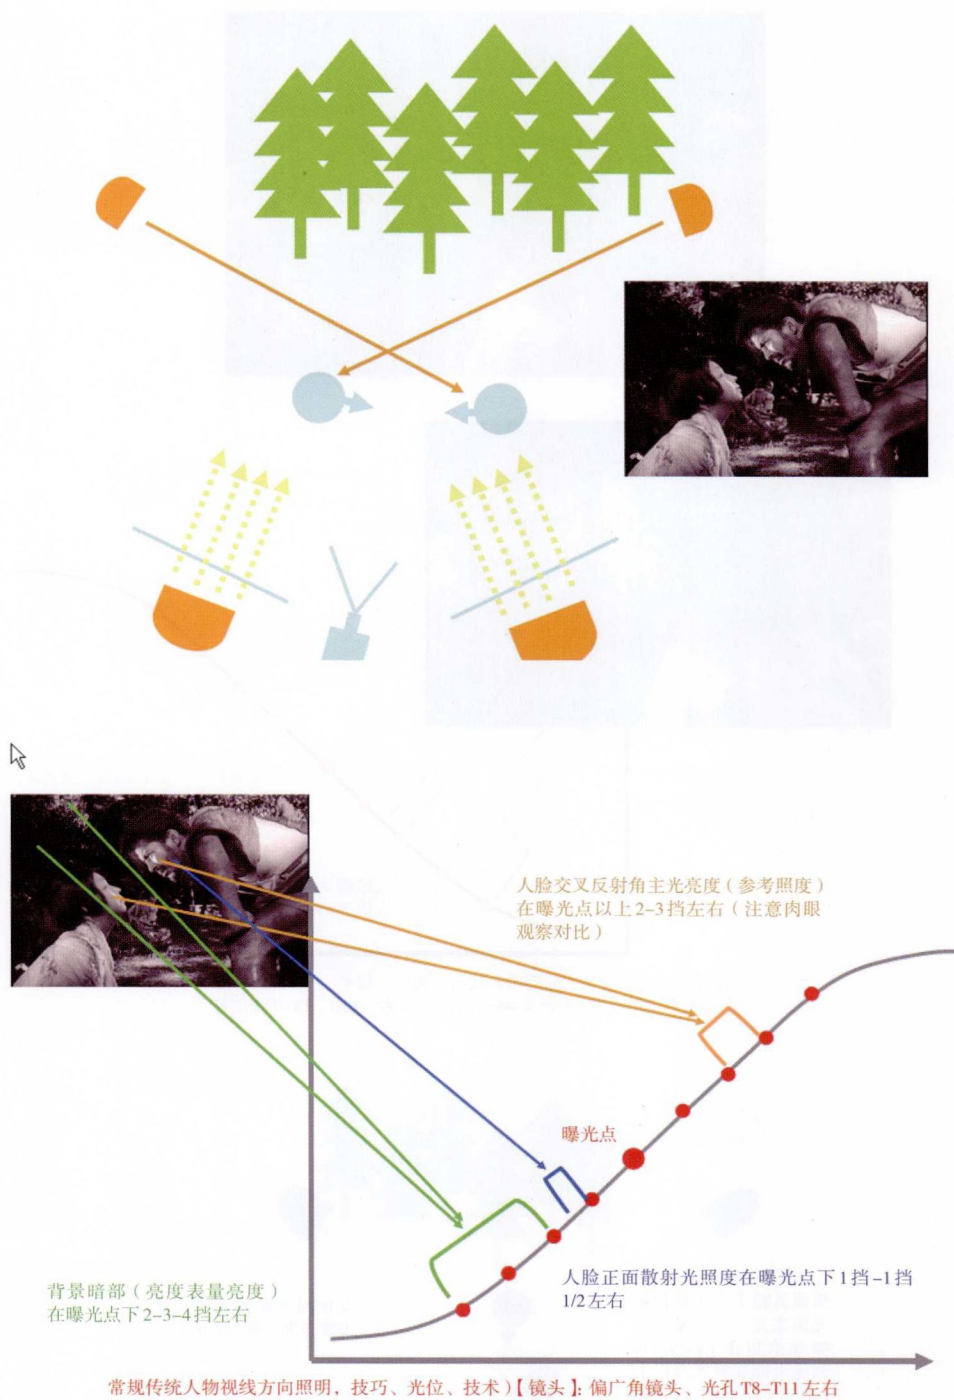 人脸交叉反射角主光亮度（参考照度）
在曝光点以上2-3挡左右（注意肉眼
观察对比）
曝光点
人脸正面散射光照度在曝光点下1挡-1挡
1/2左右
背景暗部（亮度表量亮度）
在曝光点下2-3-4挡左右
常规传统人物视线方向照明，技巧、光位、技术）【镜头】：偏广角镜头、光孔T8-T11左右